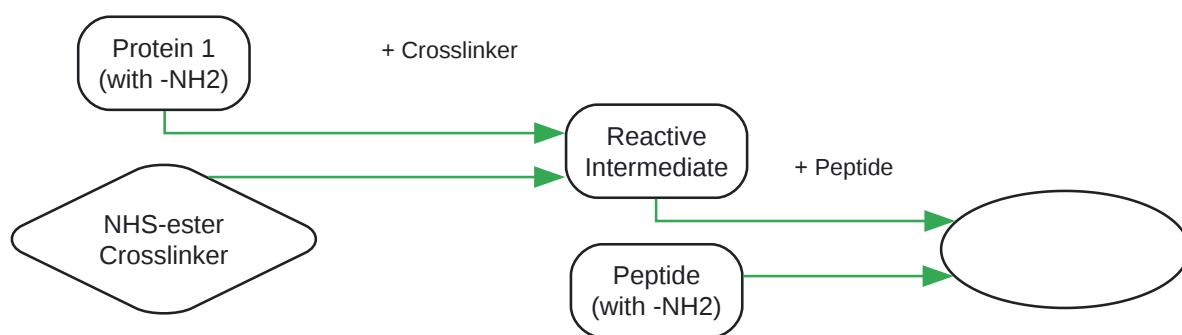 Protein 1
(with -NH2)
+ Crosslinker
Reactive
Intermediate
+ Peptide
NHS-ester
Crosslinker
Peptide
(with -NH2)